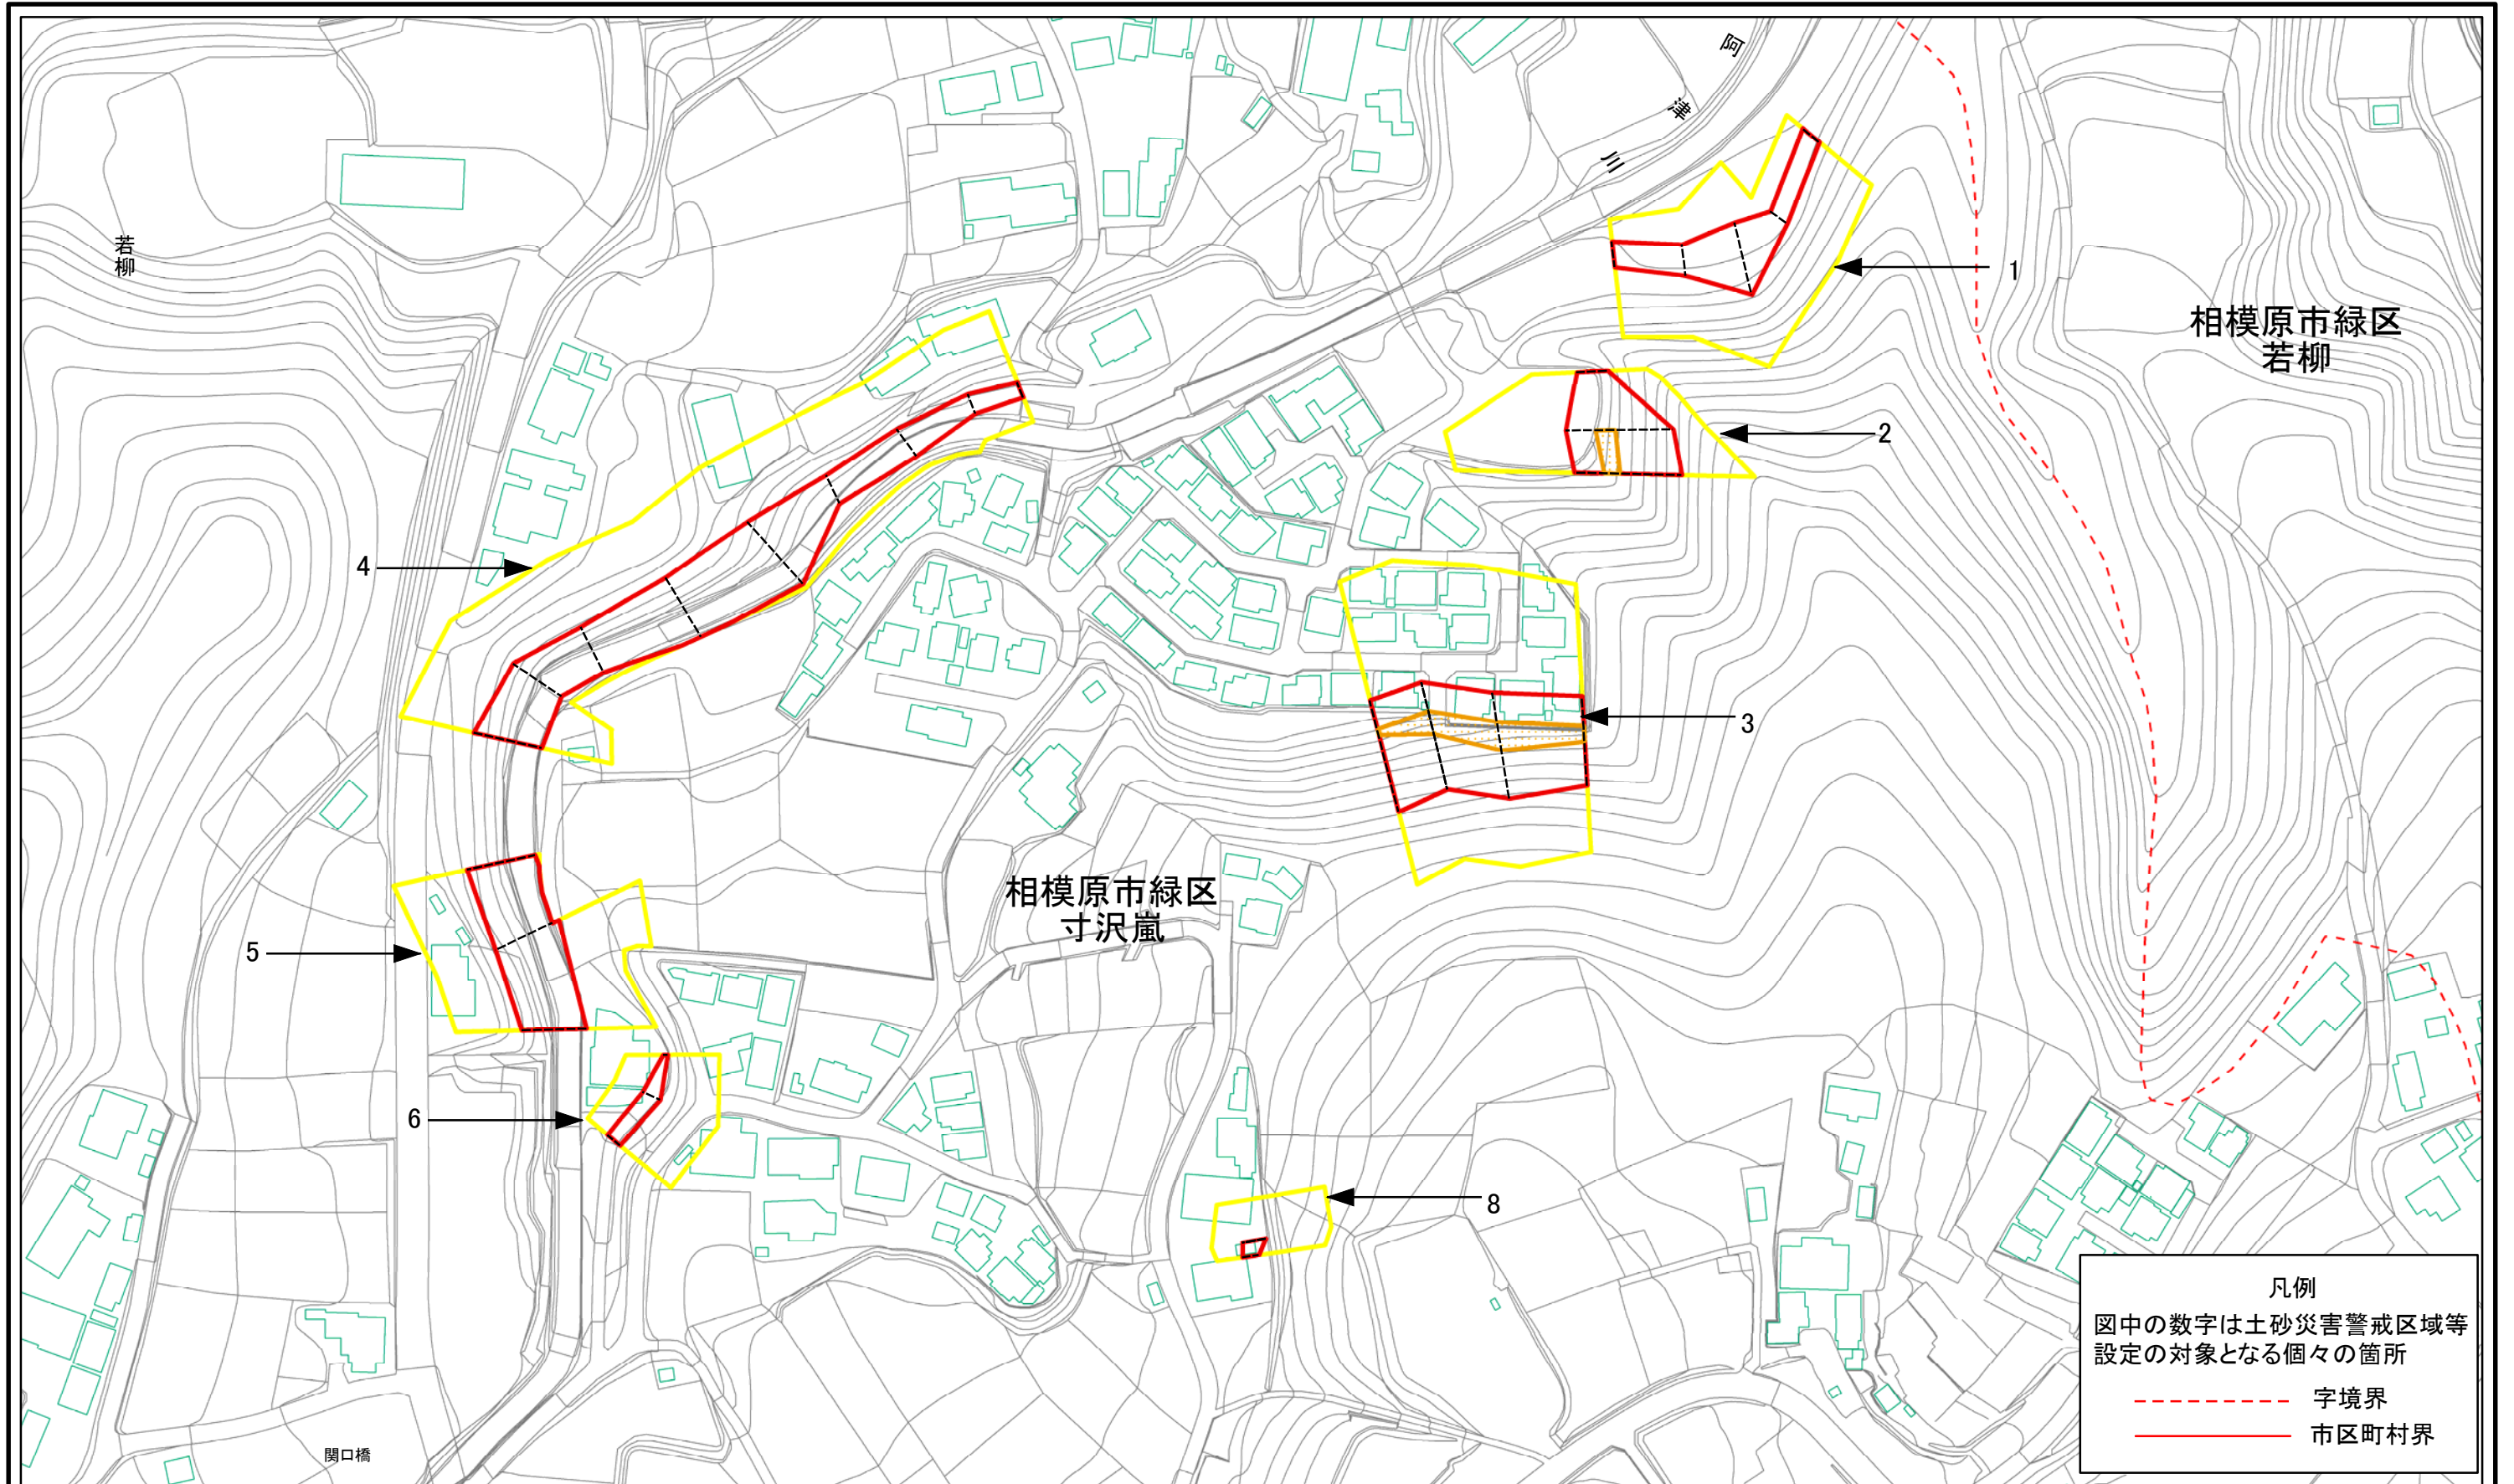 阿
津
川
若
柳
1
相模原市緑区
若柳
2
4
3
相模原市緑区
寸沢嵐
5
6
8
関口橋
凡例
図中の数字は土砂災害警戒区域等
設定の対象となる個々の箇所
字境界
市区町村界